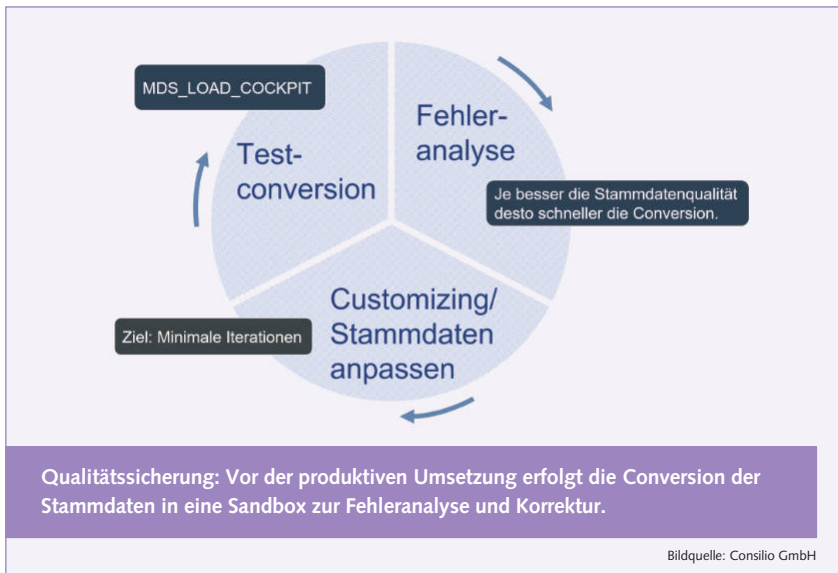 MDS_LOAD_COCKPIT
Test-
conversion
Fehler-
analyse
Je besser die Stammdatenqualität
desto schneller die Conversion.
Customizing/
Stammdaten
anpassen
Ziel: Minimale Iterationen
Qualitätssicherung: Vor der produktiven Umsetzung erfolgt die Conversion der
Stammdaten in eine Sandbox zur Fehleranalyse und Korrektur.
Bildquelle: Consilio GmbH